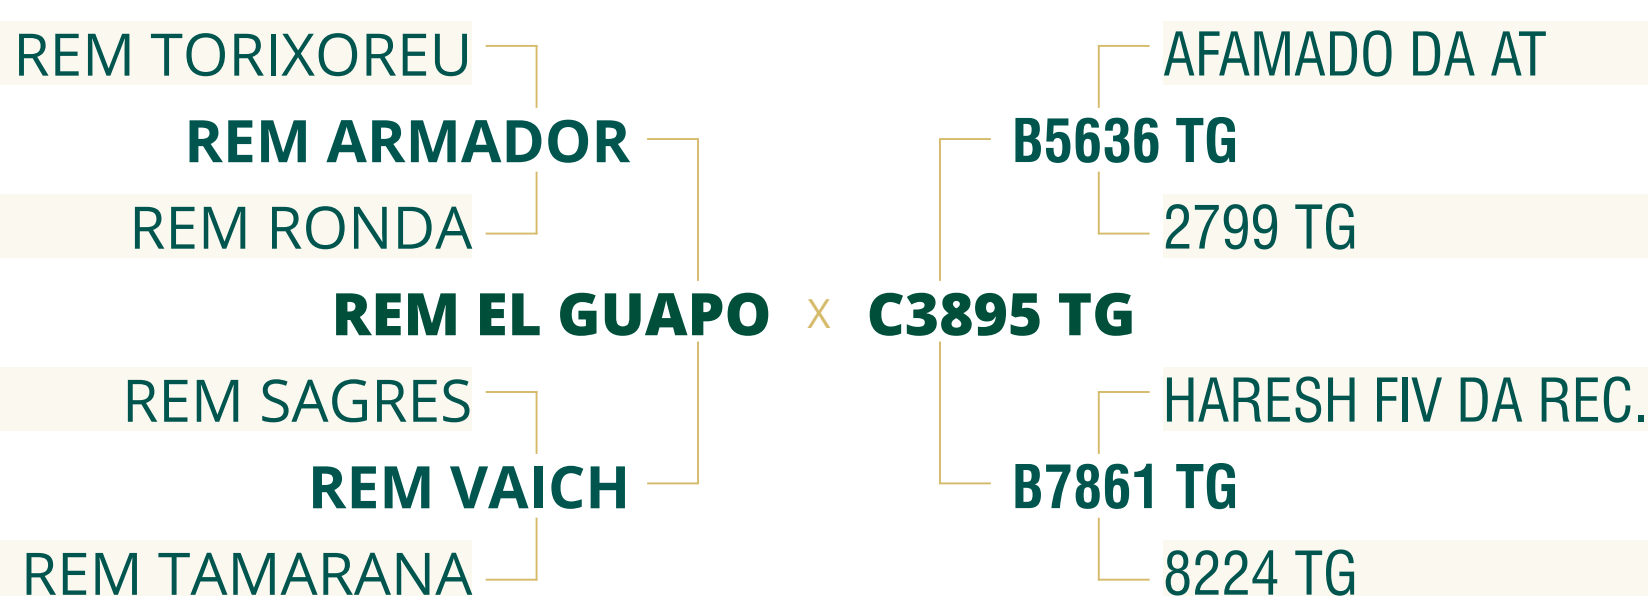 REM TORIXOREU
AFAMADO DA AT
REM ARMADOR
B5636 TG
REM RONDA
2799 TG
REM EL GUAPO X C3895 TG
REM SAGRES
HARESH FIV DA REC.
REM VAICH
B7861 TG
REM TAMARANA
8224 TG